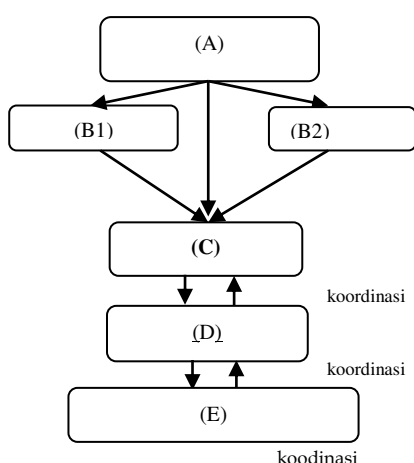 (A)
(B1)
(B2)
(C)
koordinasi
(D)
koordinasi
(E)
koodinasi